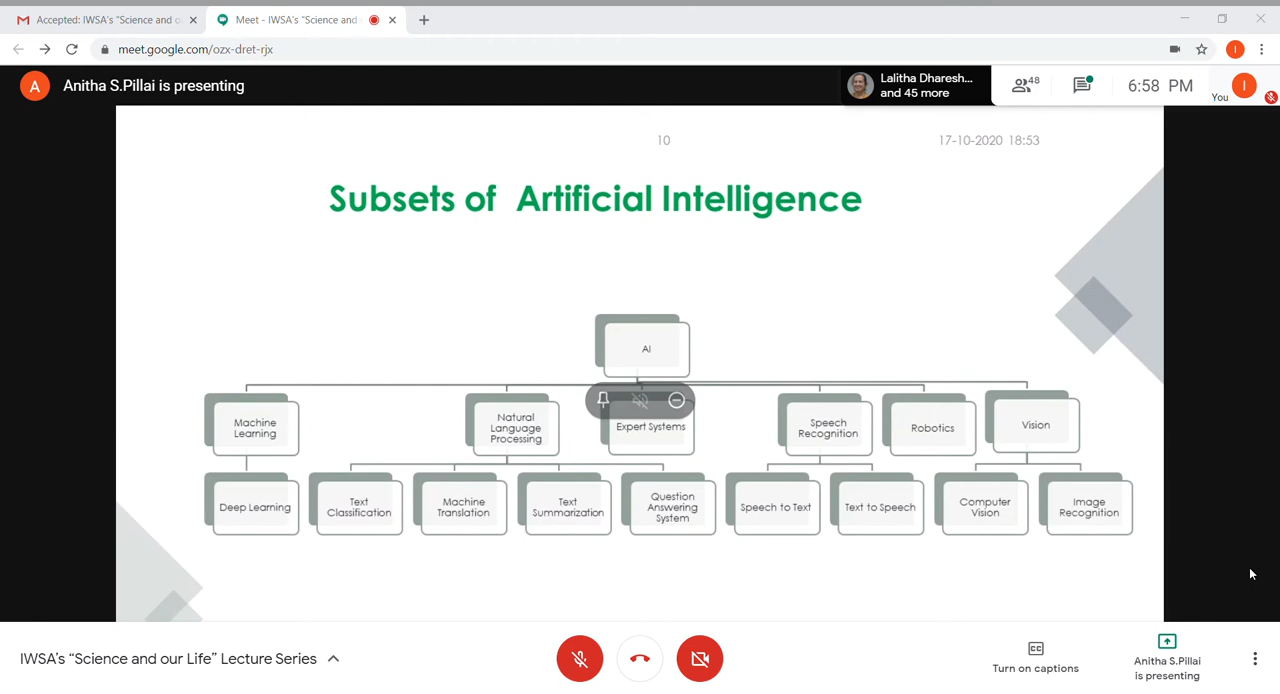 Accepted: IWSA's "Science and o
Meet - IWSA's "Science and
meet.google.com/ozx-dret-rjx
I
A
Anitha S.Pillai is presenting
Lalitha Dharesh...
and 45 more
48
6:58 PM
You
I
10
17-10-2020 18:53
Subsets of Artificial Intelligence
AI
Machine
Learning
Natural
Language
Processing
Expert Systems
Speech
Recognition
Robotics
Vision
Deep Learning
Text
Classification
Machine
Translation
Text
Summarization
Question
Answering
System
Speech to Text
Text to Speech
Computer
Vision
Image
Recognition
IWSA's "Science and our Life" Lecture Series
CC
Turn on captions
Anitha S.Pillai
is presenting